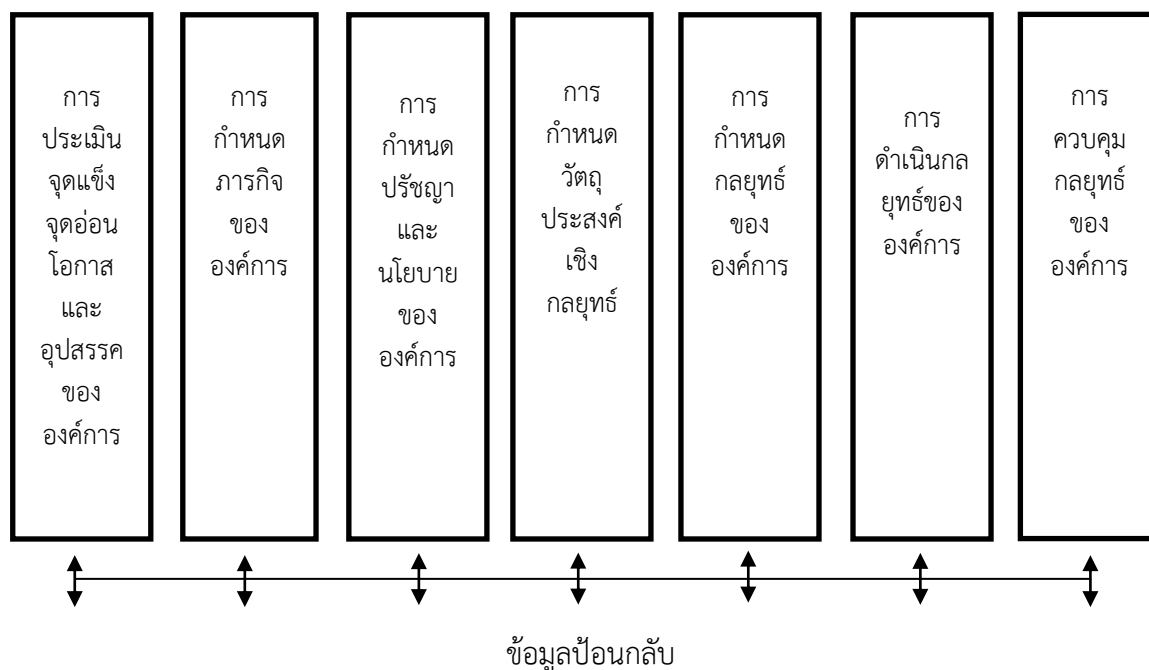 การ
ประเมิน
จุดแข็ง
จุดอ่อน
โอกาส
และ
อุปสรรค
ของ
องค์การ
การ
กำหนด
ภารกิจ
ของ
องค์การ
การ
กำหนด
ปรัชญา
และ
นโยบาย
ของ
องค์การ
การ
กำหนด
วัตถุ
ประสงค์
เชิง
กลยุทธ์
การ
กำหนด
กลยุทธ์
ของ
องค์การ
การ
ดำเนินกล
ยุทธ์ของ
องค์การ
การ
ควบคุม
กลยุทธ์
ของ
องค์การ
ข้อมูลป้อนกลับ